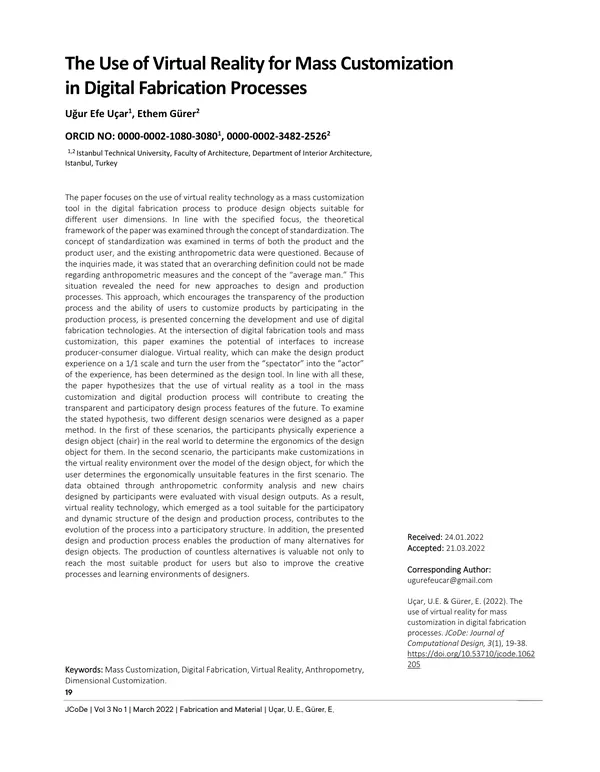 The Use of Virtual Reality for Mass Customization
in Digital Fabrication Processes
Uğur Efe Uçar¹, Ethem Gürer²
ORCID NO: 0000-0002-1080-3080¹, 0000-0002-3482-2526²
1,2 Istanbul Technical University, Faculty of Architecture, Department of Interior Architecture,
Istanbul, Turkey
The paper focuses on the use of virtual reality technology as a mass customization
tool in the digital fabrication process to produce design objects suitable for
different user dimensions. In line with the specified focus, the theoretical
framework of the paper was examined through the concept of standardization. The
concept of standardization was examined in terms of both the product and the
product user, and the existing anthropometric data were questioned. Because of
the inquiries made, it was stated that an overarching definition could not be made
regarding anthropometric measures and the concept of the “average man.” This
situation revealed the need for new approaches to design and production
processes. This approach, which encourages the transparency of the production
process and the ability of users to customize products by participating in the
production process, is presented concerning the development and use of digital
fabrication technologies. At the intersection of digital fabrication tools and mass
customization, this paper examines the potential of interfaces to increase
producer-consumer dialogue. Virtual reality, which can make the design product
experience on a 1/1 scale and turn the user from the “spectator” into the “actor”
of the experience, has been determined as the design tool. In line with all these,
the paper hypothesizes that the use of virtual reality as a tool in the mass
customization and digital production process will contribute to creating the
transparent and participatory design process features of the future. To examine
the stated hypothesis, two different design scenarios were designed as a paper
method. In the first of these scenarios, the participants physically experience a
design object (chair) in the real world to determine the ergonomics of the design
object for them. In the second scenario, the participants make customizations in
the virtual reality environment over the model of the design object, for which the
user determines the ergonomically unsuitable features in the first scenario. The
data obtained through anthropometric conformity analysis and new chairs
designed by participants were evaluated with visual design outputs. As a result,
virtual reality technology, which emerged as a tool suitable for the participatory
and dynamic structure of the design and production process, contributes to the
evolution of the process into a participatory structure. In addition, the presented
design and production process enables the production of many alternatives for
design objects. The production of countless alternatives is valuable not only to
reach the most suitable product for users but also to improve the creative
processes and learning environments of designers.
Received: 24.01.2022
Accepted: 21.03.2022
Corresponding Author:
ugurefeucar@gmail.com
Uçar, U.E. & Gürer, E. (2022). The
use of virtual reality for mass
customization in digital fabrication
processes. JCoDe: Journal of
Computational Design, 3(1), 19-38.
https://doi.org/10.53710/jcode.1062
205
Keywords: Mass Customization, Digital Fabrication, Virtual Reality, Anthropometry,
Dimensional Customization.
19
JCoDe | Vol 3 No 1 | March 2022 | Fabrication and Material | Uçar, U. E., Gürer, E.